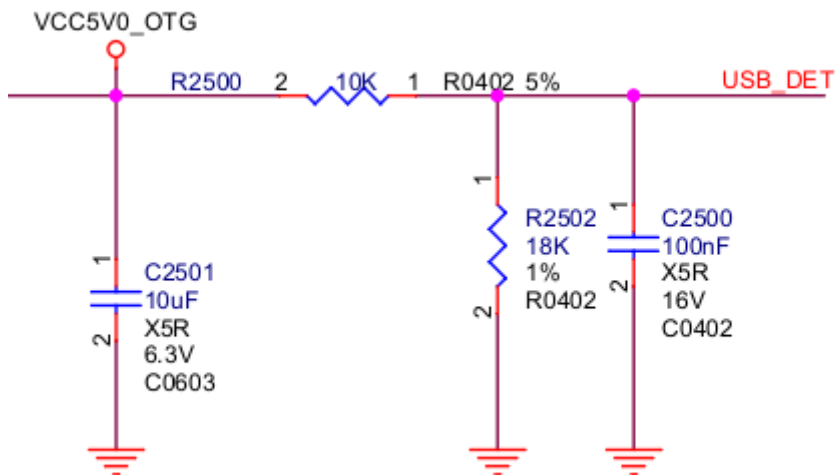 VCC5V0_OTG
R2500 2 10K 1 R0402 5% USB_DET
1
C2501
10uF
X5R
6.3V
C0603
2
1
R2502
18K
1%
R0402
2
1
C2500
100nF
X5R
16V
C0402
2